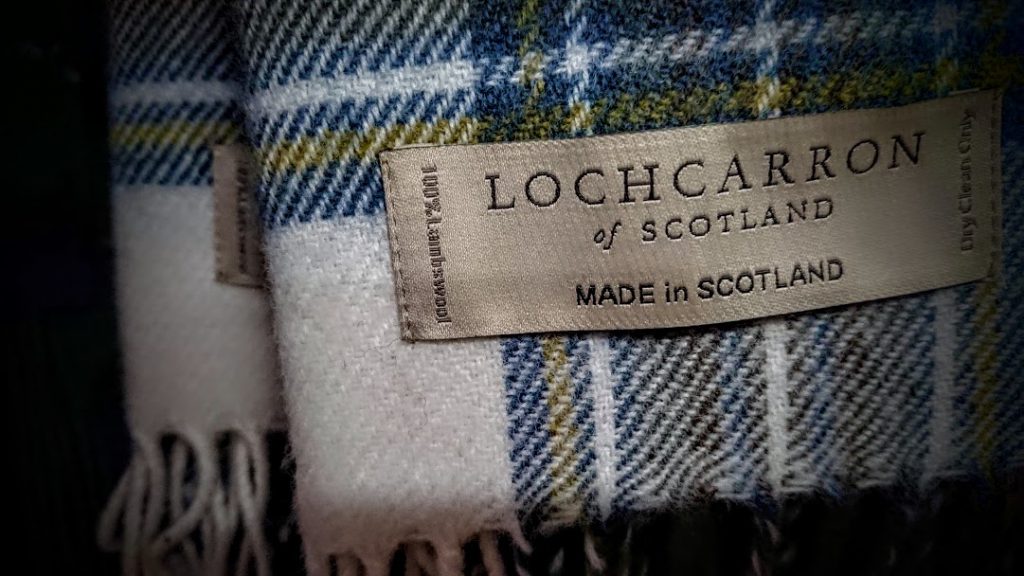 100% Lambswool
LOCHCARRON
of SCOTLAND
MADE in SCOTLAND
Dry Clean Only